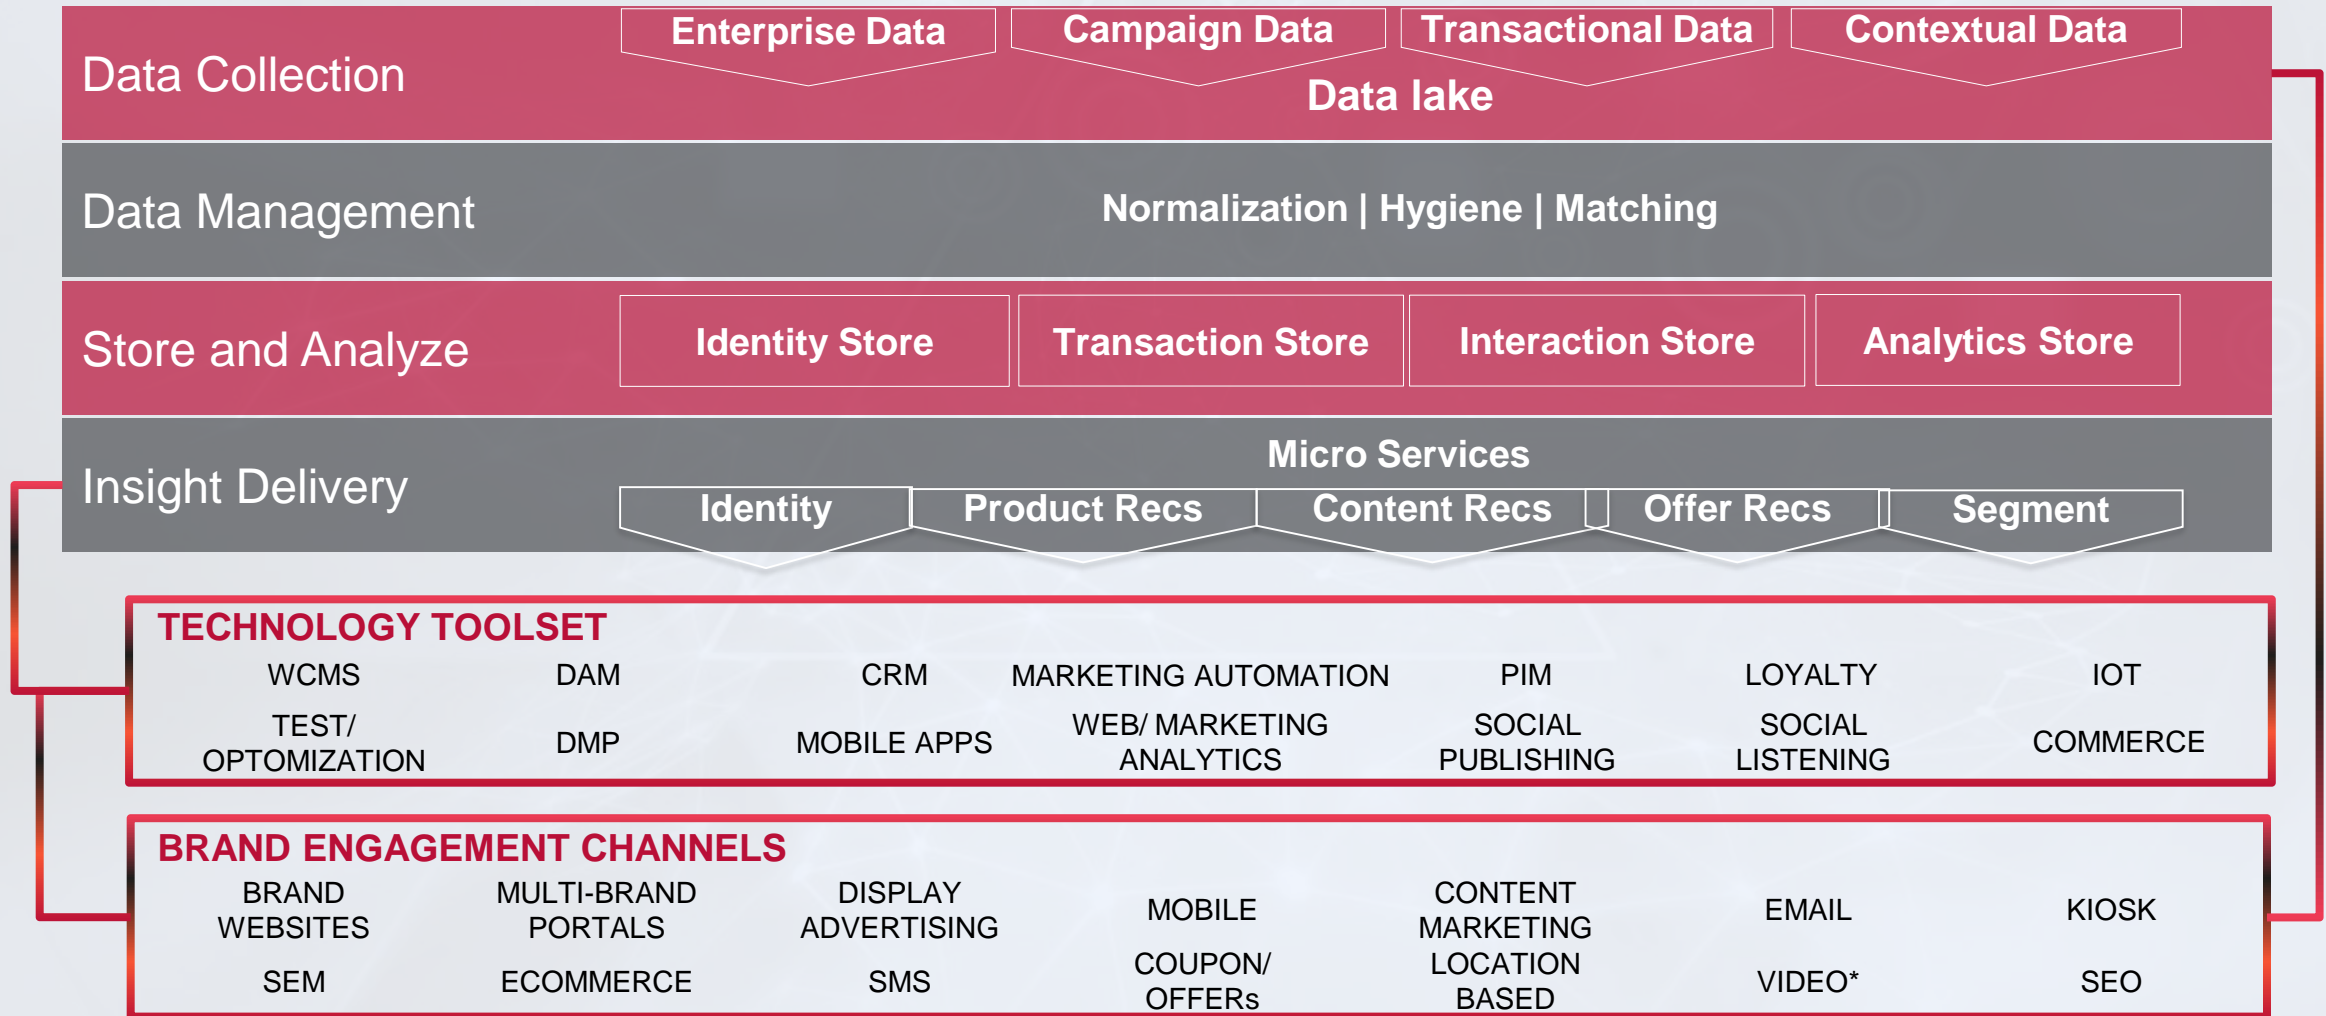 Enterprise Data
Campaign Data
Transactional Data
Contextual Data
Data Collection
Data lake
Data Management
Normalization | Hygiene | Matching
Store and Analyze
Identity Store
Transaction Store
Interaction Store
Analytics Store
Insight Delivery
Micro Services
Identity
Product Recs
Content Recs
Offer Recs
Segment
TECHNOLOGY TOOLSET
WCMS
DAM
CRM
MARKETING AUTOMATION
PIM
LOYALTY
IOT
TEST/
OPTOMIZATION
DMP
MOBILE APPS
WEB/ MARKETING
ANALYTICS
SOCIAL
PUBLISHING
SOCIAL
LISTENING
COMMERCE
BRAND ENGAGEMENT CHANNELS
BRAND
WEBSITES
MULTI-BRAND
PORTALS
DISPLAY
ADVERTISING
MOBILE
CONTENT
MARKETING
EMAIL
KIOSK
SEM
ECOMMERCE
SMS
COUPON/
OFFERs
LOCATION
BASED
VIDEO*
SEO